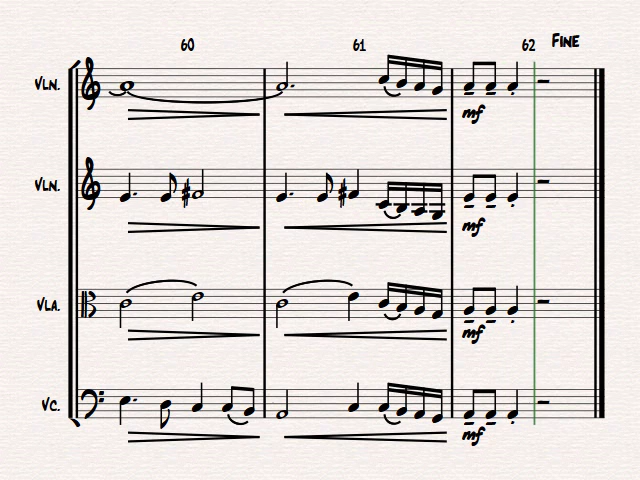 60 61 62 FINE
VLN.
mf
VLN.
mf
VLA.
mf
VC.
mf